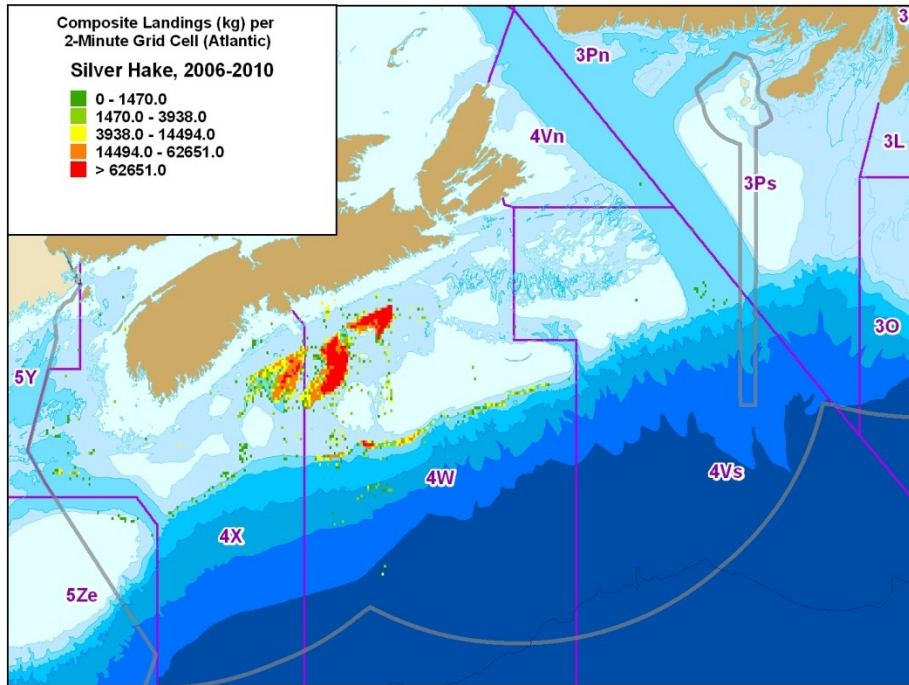 Composite Landings (kg) per
2-Minute Grid Cell (Atlantic)
Silver Hake, 2006-2010
0 - 1470.0
1470.0 - 3938.0
3938.0 - 14494.0
14494.0 - 62651.0
> 62651.0
3
3Pn
4Vn
3L
3Ps
3O
5Y
4W
4Vs
4X
5Ze